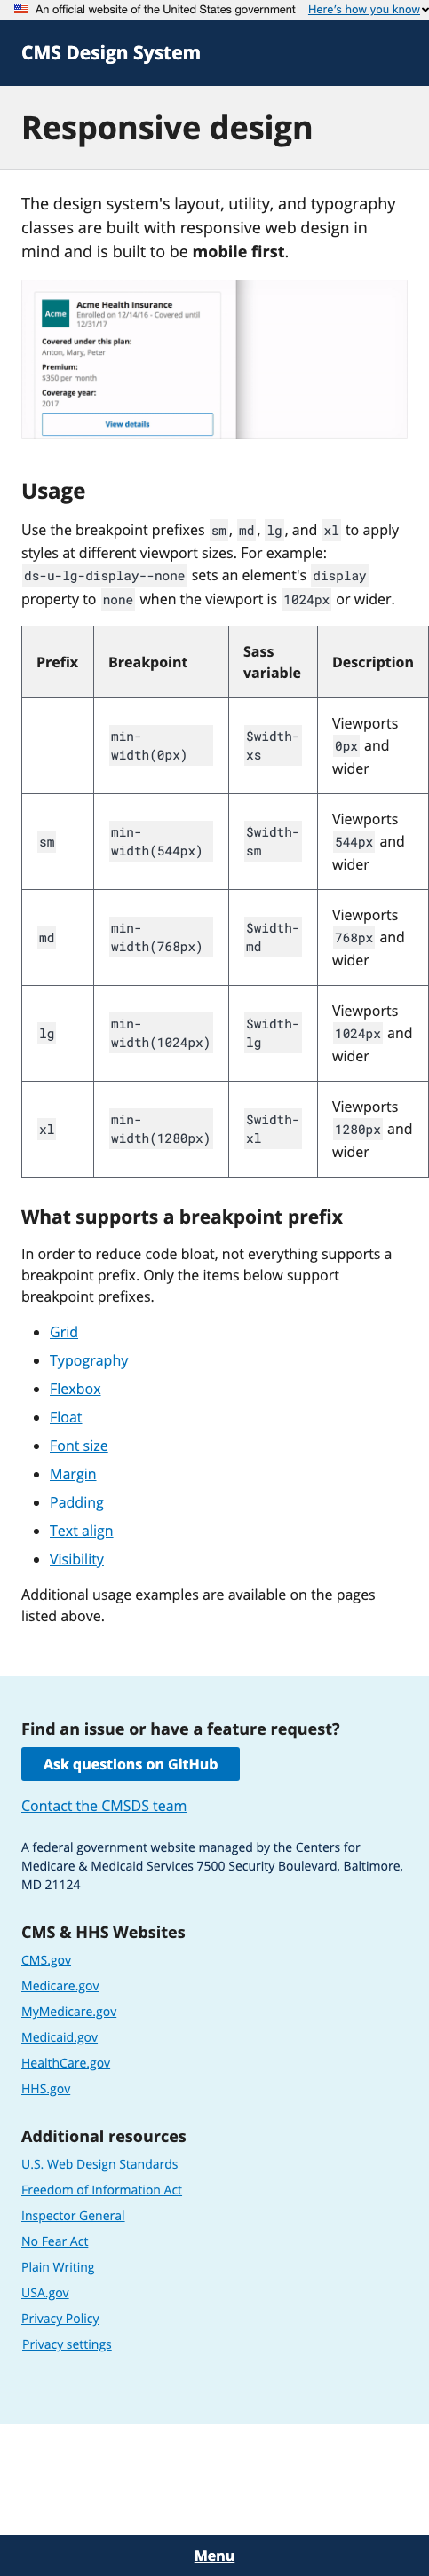 An official website of the United States government Here's how you know
CMS Design System
Responsive design
The design system's layout, utility, and typography
classes are built with responsive web design in
mind and is built to be mobile first.
Acme
Acme Health Insurance
Enrolled on 12/14/16 - Covered until
12/31/17
Covered under this plan:
Anton, Mary, Peter
Premium:
$350 per month
Coverage year:
2017
View details
Usage
Use the breakpoint prefixes sm, md, lg, and xl to apply
styles at different viewport sizes. For example:
ds-u-lg-display--none sets an element's display
property to none when the viewport is 1024px or wider.
Prefix Breakpoint Sass variable Description
min-width(0px) $width-xs Viewports 0px and wider
sm min-width(544px) $width-sm Viewports 544px and wider
md min-width(768px) $width-md Viewports 768px and wider
lg min-width(1024px) $width-lg Viewports 1024px and wider
xl min-width(1280px) $width-xl Viewports 1280px and wider
What supports a breakpoint prefix
In order to reduce code bloat, not everything supports a
breakpoint prefix. Only the items below support
breakpoint prefixes.
Grid
Typography
Flexbox
Float
Font size
Margin
Padding
Text align
Visibility
Additional usage examples are available on the pages
listed above.
Find an issue or have a feature request?
Ask questions on GitHub
Contact the CMSDS team
A federal government website managed by the Centers for
Medicare & Medicaid Services 7500 Security Boulevard, Baltimore,
MD 21124
CMS & HHS Websites
CMS.gov
Medicare.gov
MyMedicare.gov
Medicaid.gov
HealthCare.gov
HHS.gov
Additional resources
U.S. Web Design Standards
Freedom of Information Act
Inspector General
No Fear Act
Plain Writing
USA.gov
Privacy Policy
Privacy settings
Menu